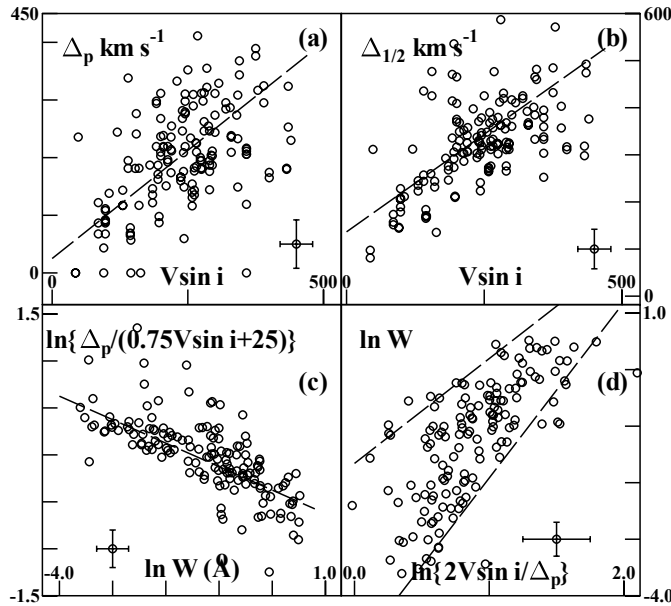 450
(a)
Δp km s-1
0
0
Vsin i
500
600
(b)
Δ1/2 km s-1
0
0
Vsin i
500
1.5
ln{ Δp/(0.75Vsin i+25)}
(c)
-1.5
-4.0
ln W (Å)
1.0
1.0
ln W
(d)
-4.0
0.0
ln{2Vsin i/Δp}
2.0